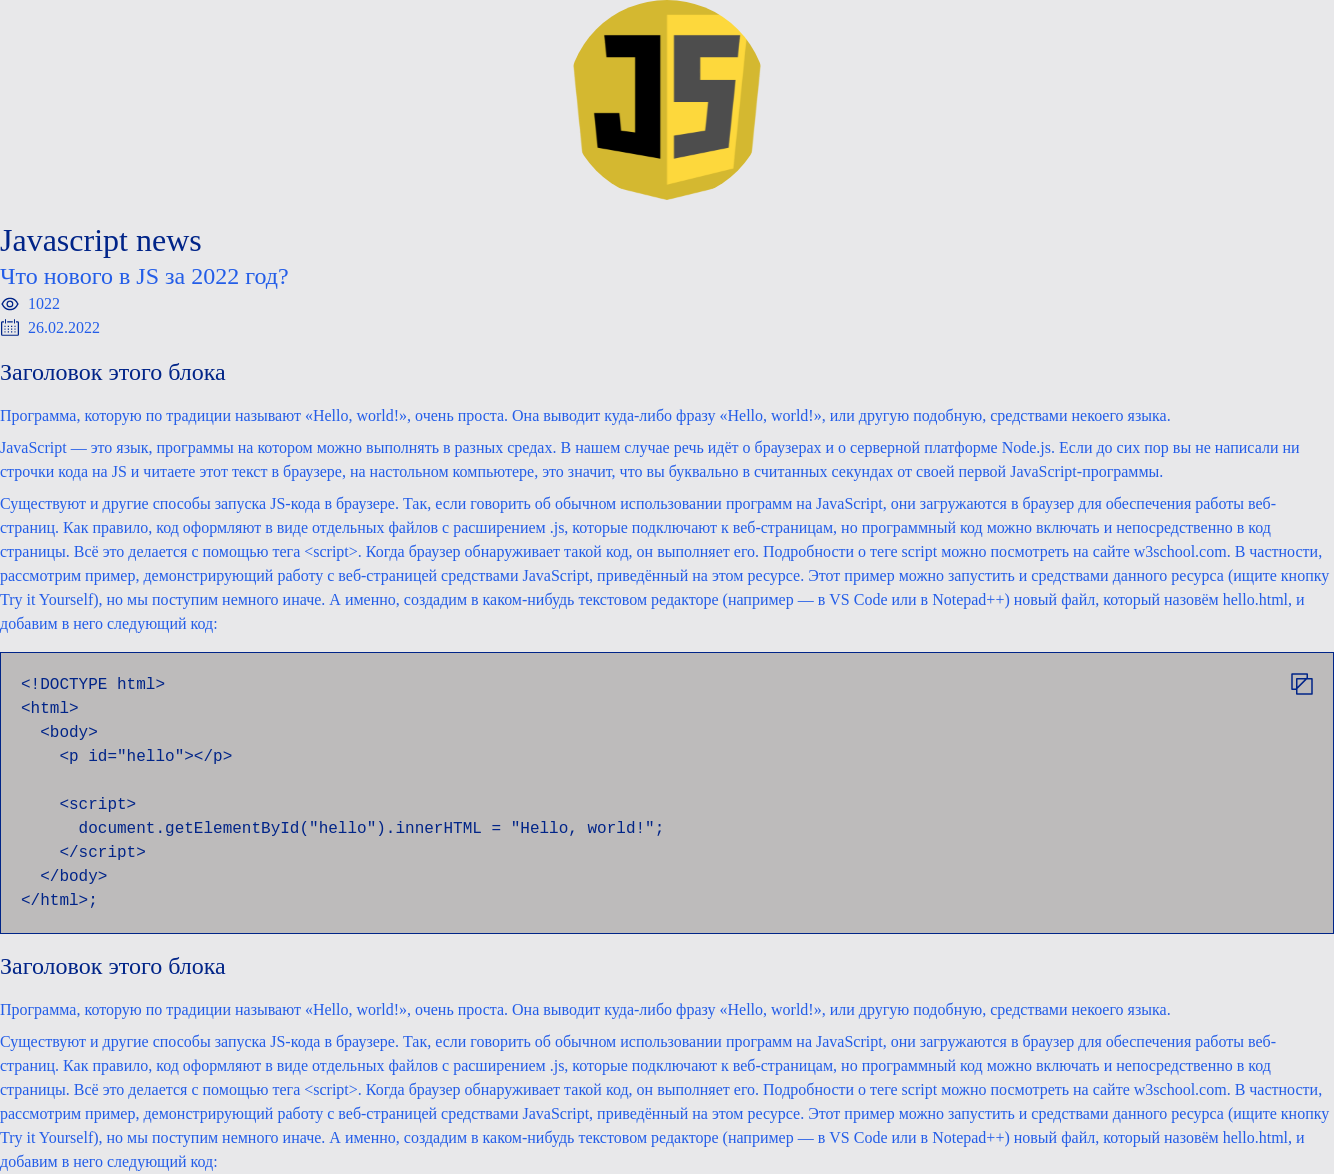 JS
Javascript news
Что нового в JS за 2022 год?
1022
26.02.2022
Заголовок этого блока
Программа, которую по традиции называют «Hello, world!», очень проста. Она выводит куда-либо фразу «Hello, world!», или другую подобную, средствами некоего языка.
JavaScript — это язык, программы на котором можно выполнять в разных средах. В нашем случае речь идёт о браузерах и о серверной платформе Node.js. Если до сих пор вы не написали ни
строчки кода на JS и читаете этот текст в браузере, на настольном компьютере, это значит, что вы буквально в считанных секундах от своей первой JavaScript-программы.
Существуют и другие способы запуска JS-кода в браузере. Так, если говорить об обычном использовании программ на JavaScript, они загружаются в браузер для обеспечения работы веб-
страниц. Как правило, код оформляют в виде отдельных файлов с расширением .js, которые подключают к веб-страницам, но программный код можно включать и непосредственно в код
страницы. Всё это делается с помощью тега <script>. Когда браузер обнаруживает такой код, он выполняет его. Подробности о теге script можно посмотреть на сайте w3school.com. В частности,
рассмотрим пример, демонстрирующий работу с веб-страницей средствами JavaScript, приведённый на этом ресурсе. Этот пример можно запустить и средствами данного ресурса (ищите кнопку
Try it Yourself), но мы поступим немного иначе. А именно, создадим в каком-нибудь текстовом редакторе (например — в VS Code или в Notepad++) новый файл, который назовём hello.html, и
добавим в него следующий код:
<!DOCTYPE html>
<html>
  <body>
    <p id="hello"></p>
    <script>
      document.getElementById("hello").innerHTML = "Hello, world!";
    </script>
  </body>
</html>;
Заголовок этого блока
Программа, которую по традиции называют «Hello, world!», очень проста. Она выводит куда-либо фразу «Hello, world!», или другую подобную, средствами некоего языка.
Существуют и другие способы запуска JS-кода в браузере. Так, если говорить об обычном использовании программ на JavaScript, они загружаются в браузер для обеспечения работы веб-
страниц. Как правило, код оформляют в виде отдельных файлов с расширением .js, которые подключают к веб-страницам, но программный код можно включать и непосредственно в код
страницы. Всё это делается с помощью тега <script>. Когда браузер обнаруживает такой код, он выполняет его. Подробности о теге script можно посмотреть на сайте w3school.com. В частности,
рассмотрим пример, демонстрирующий работу с веб-страницей средствами JavaScript, приведённый на этом ресурсе. Этот пример можно запустить и средствами данного ресурса (ищите кнопку
Try it Yourself), но мы поступим немного иначе. А именно, создадим в каком-нибудь текстовом редакторе (например — в VS Code или в Notepad++) новый файл, который назовём hello.html, и
добавим в него следующий код: